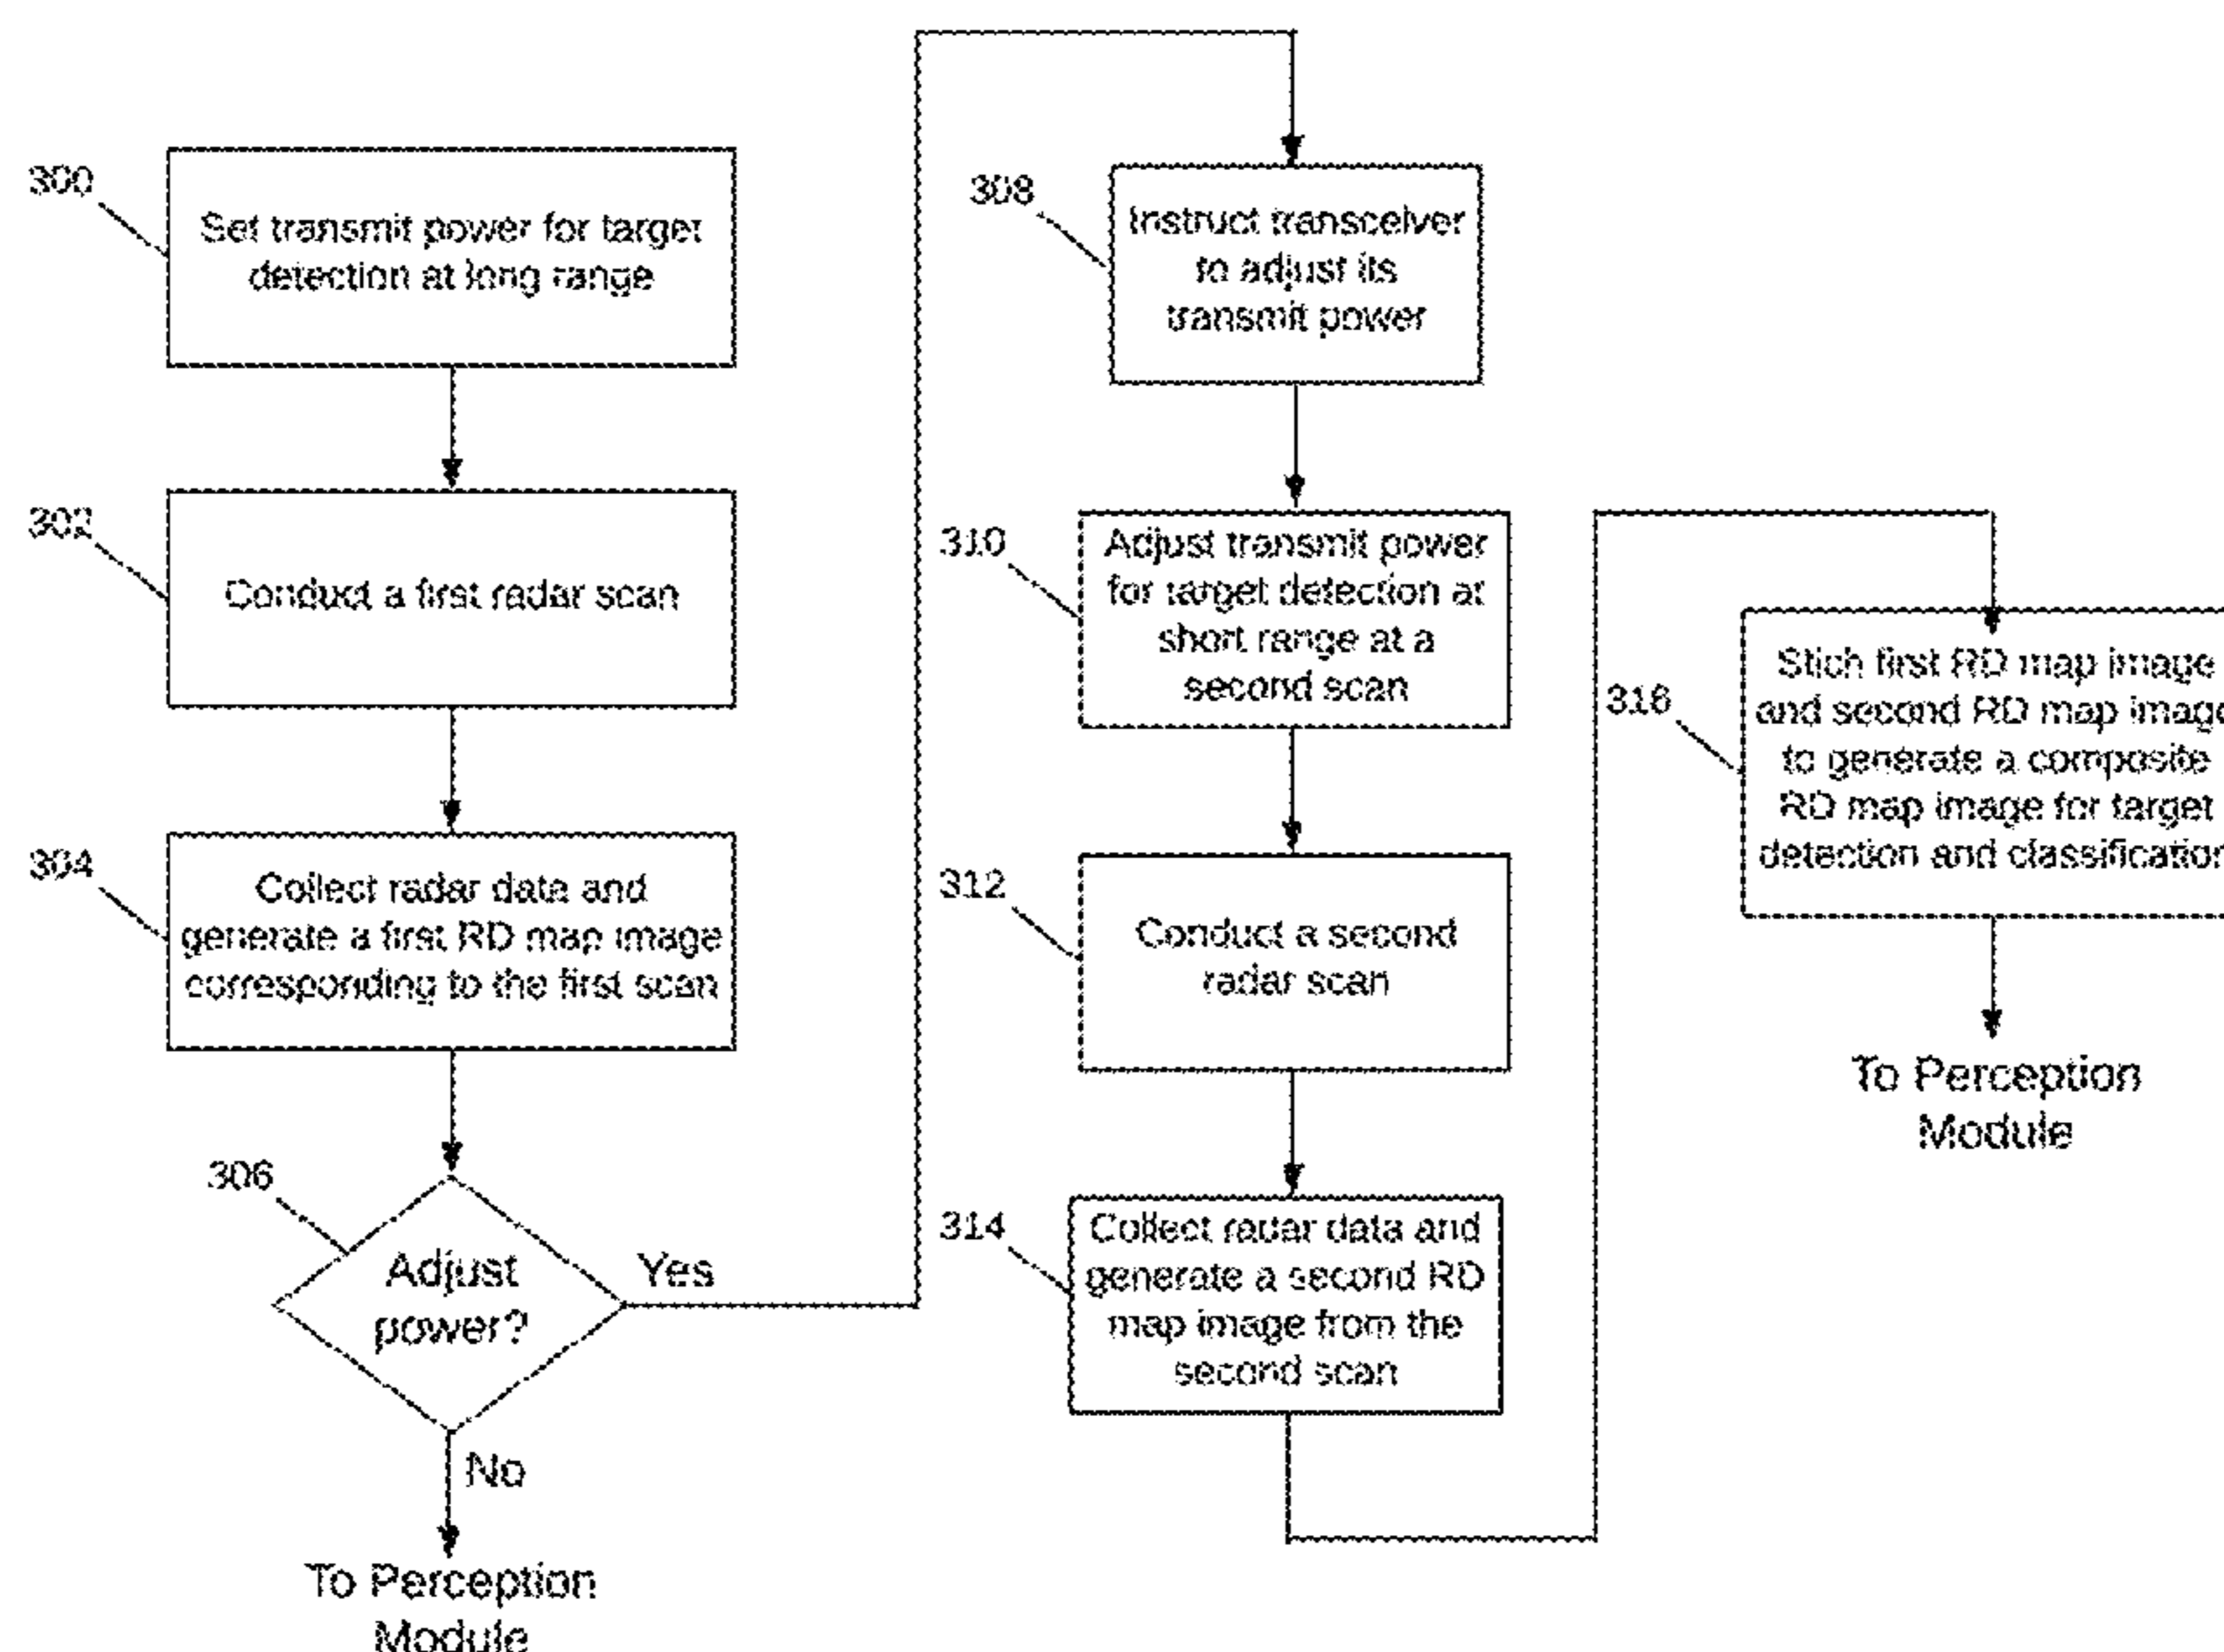 300
Set transmit power for target
detection at long range
302
Conduct a first radar scan
304
Collect radar data and
generate a first RD map image
corresponding to the first scan
306
Adjust
power?
Yes
No
To Perception
Module
308
Instruct transceiver
to adjust its
transmit power
310
Adjust transmit power
for target detection at
short range at a
second scan
312
Conduct a second
radar scan
314
Collect radar data and
generate a second RD
map image from the
second scan
316
Stich first RD map image
and second RD map image
to generate a composite
RD map image for target
detection and classification
To Perception
Module